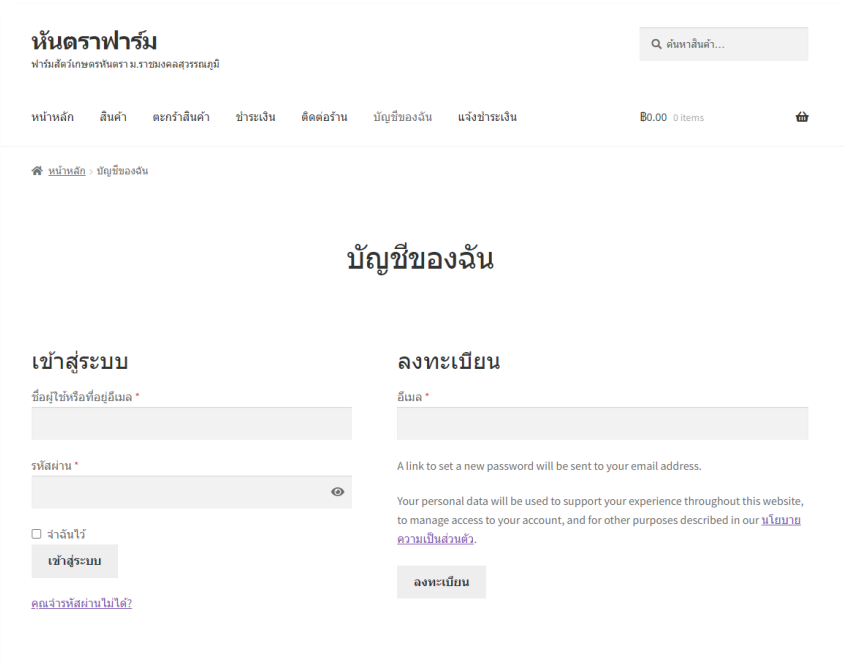 หันตราฟาร์ม
ฟาร์มสัตว์เกษตรหันตรา ม.ราชมงคลสุวรรณภูมิ
ค้นหาสินค้า…
หน้าหลัก สินค้า ตะกร้าสินค้า ชำระเงิน ติดต่อร้าน บัญชีของฉัน แจ้งชำระเงิน ฿0.00 0 items
หน้าหลัก › บัญชีของฉัน
บัญชีของฉัน
เข้าสู่ระบบ
ชื่อผู้ใช้หรือที่อยู่อีเมล *
รหัสผ่าน *
จำฉันไว้
เข้าสู่ระบบ
คุณจำรหัสผ่านไม่ได้?
ลงทะเบียน
อีเมล *
A link to set a new password will be sent to your email address.
Your personal data will be used to support your experience throughout this website,
to manage access to your account, and for other purposes described in our นโยบาย
ความเป็นส่วนตัว.
ลงทะเบียน